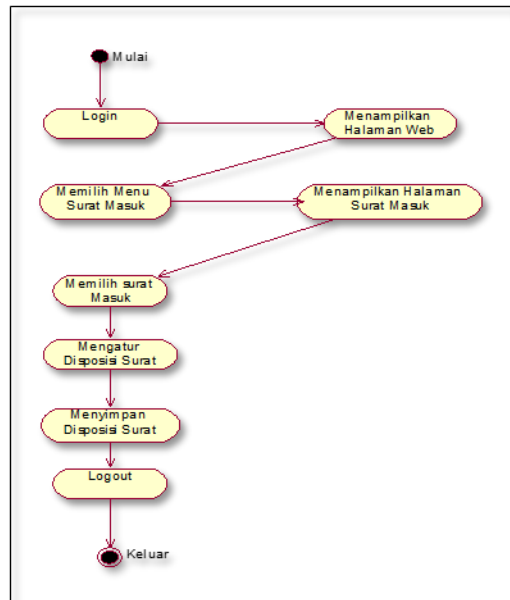 Mulai
Login
Menampilkan
Halaman Web
Memilih Menu
Surat Masuk
Menampilkan Halaman
Surat Masuk
Memilih surat
Masuk
Mengatur
Disposisi Surat
Menyimpan
Disposisi Surat
Logout
Keluar